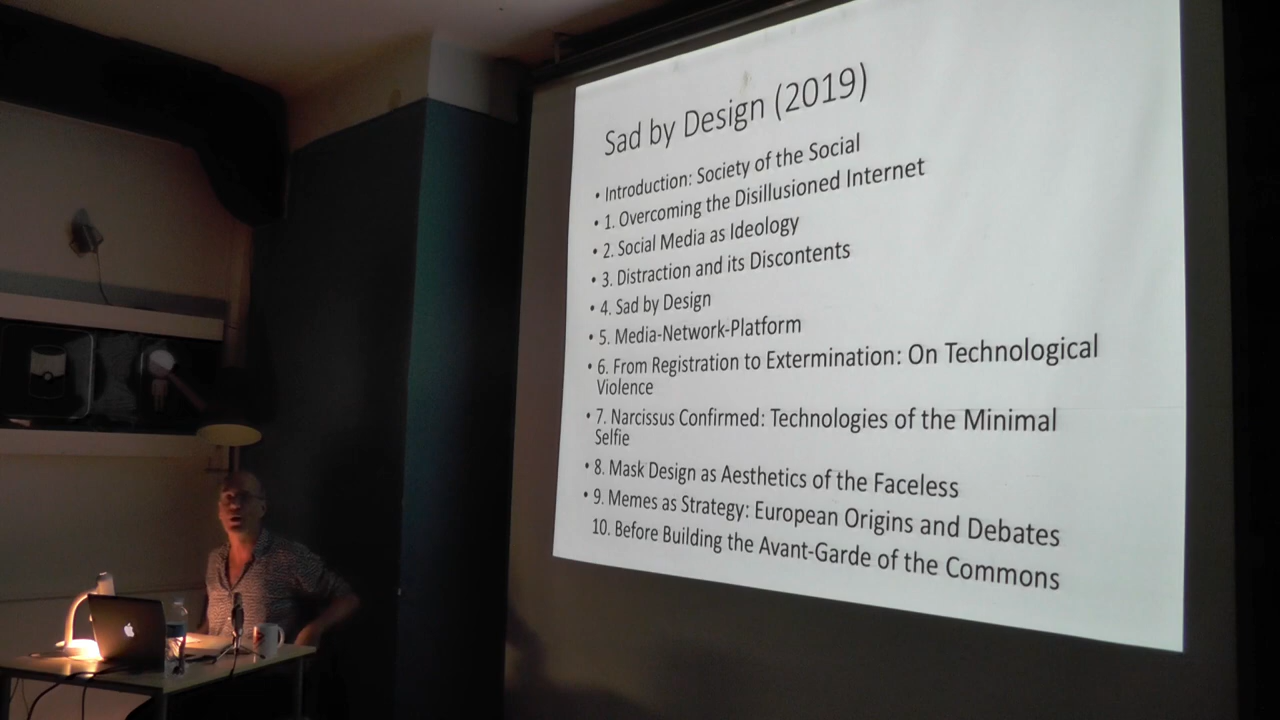 Sad by Design (2019)
• Introduction: Society of the Social
• 1. Overcoming the Disillusioned Internet
• 2. Social Media as Ideology
• 3. Distraction and its Discontents
• 4. Sad by Design
• 5. Media-Network-Platform
• 6. From Registration to Extermination: On Technological
Violence
• 7. Narcissus Confirmed: Technologies of the Minimal
Selfie
• 8. Mask Design as Aesthetics of the Faceless
• 9. Memes as Strategy: European Origins and Debates
10. Before Building the Avant-Garde of the Commons